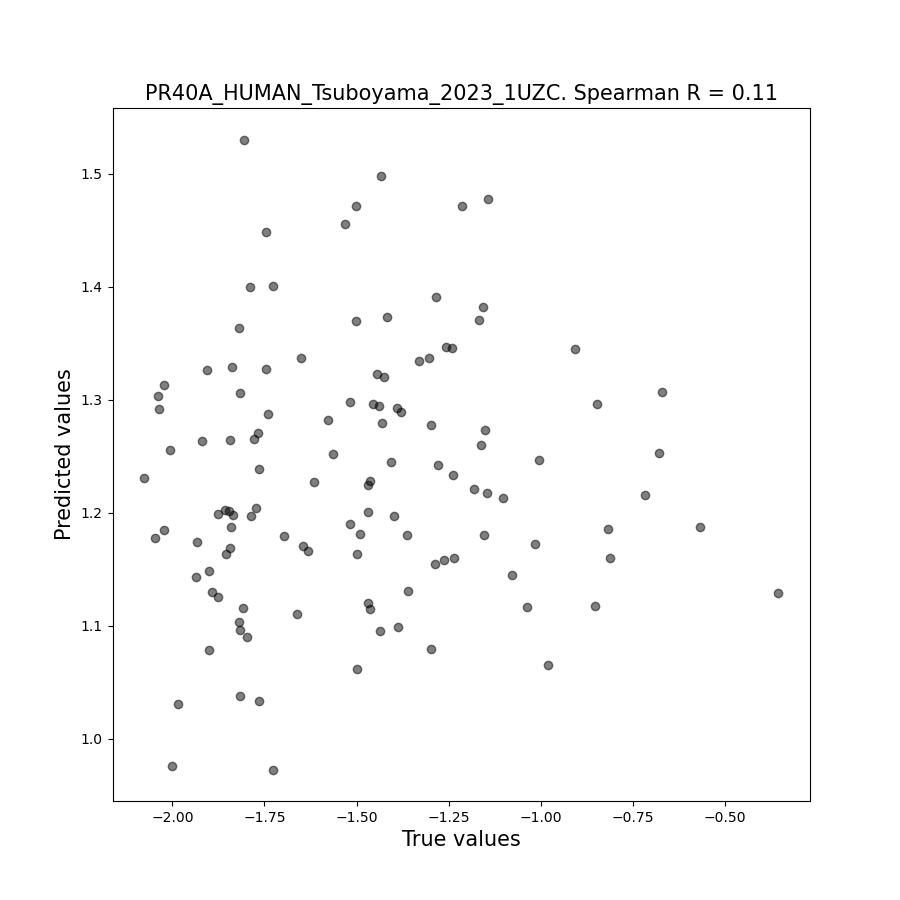 PR40A_HUMAN_Tsuboyama_2023_1UZC. Spearman R = 0.11
Predicted values
1.5
1.4
1.3
1.2
1.1
1.0
−2.00 −1.75 −1.50 −1.25 −1.00 −0.75 −0.50
True values